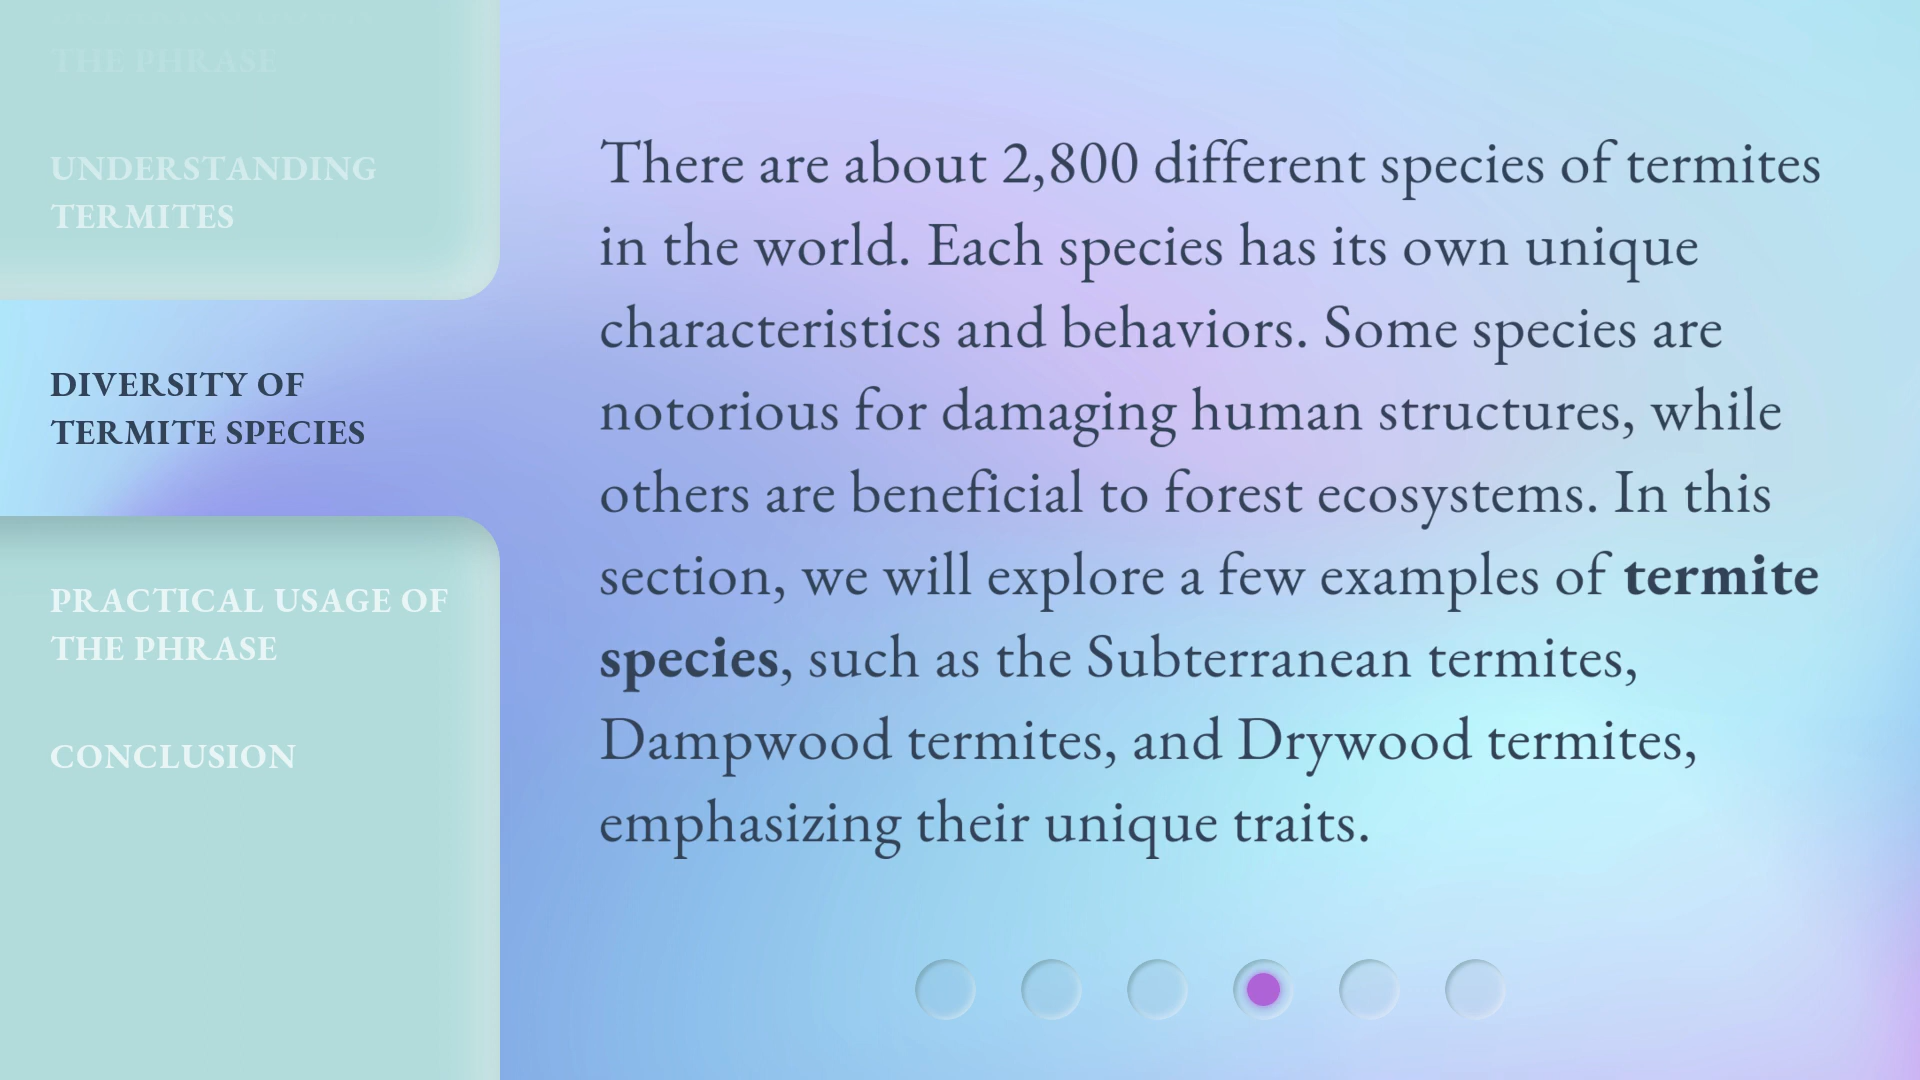 THE PHRASE
UNDERSTANDING
TERMITES
DIVERSITY OF
TERMITE SPECIES
PRACTICAL USAGE OF
THE PHRASE
CONCLUSION
There are about 2,800 different species of termites
in the world. Each species has its own unique
characteristics and behaviors. Some species are
notorious for damaging human structures, while
others are beneficial to forest ecosystems. In this
section, we will explore a few examples of termite
species, such as the Subterranean termites,
Dampwood termites, and Drywood termites,
emphasizing their unique traits.